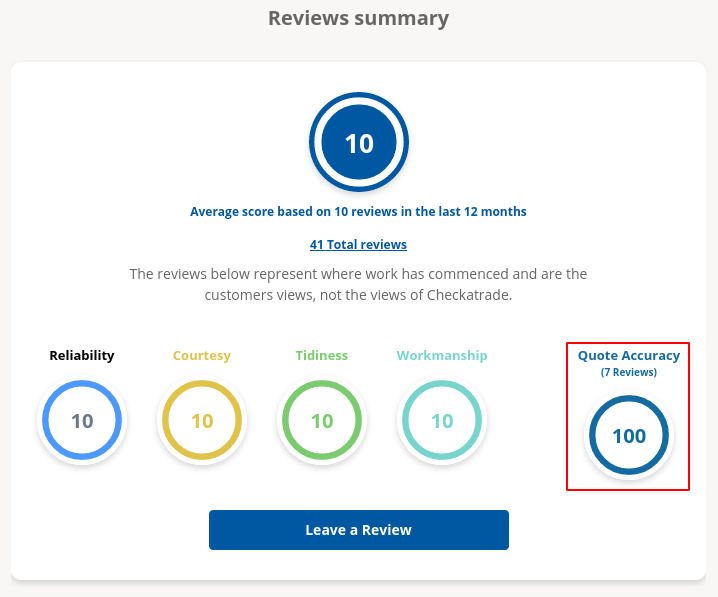 Reviews summary
10
Average score based on 10 reviews in the last 12 months
41 Total reviews
The reviews below represent where work has commenced and are the
customers views, not the views of Checkatrade.
Reliability
Courtesy
Tidiness
Workmanship
Quote Accuracy
(7 Reviews)
10
10
10
10
100
Leave a Review